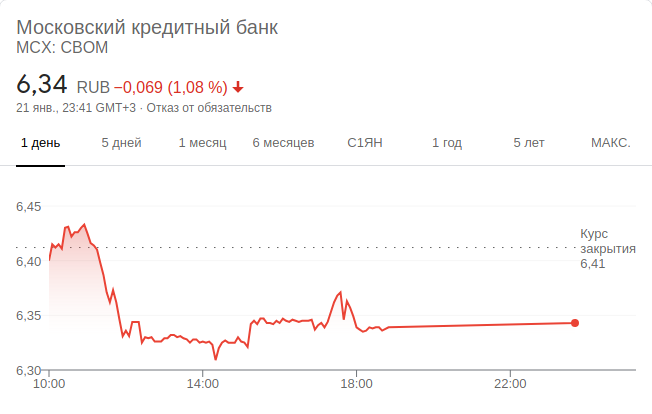 Московский кредитный банк
MCX: CBOM
6,34 RUB −0,069 (1,08 %)
21 янв., 23:41 GMT+3 · Отказ от обязательств
1 день 5 дней 1 месяц 6 месяцев С1ЯН 1 год 5 лет МАКС.
6,45
Курс
закрытия
6,41
6,40
6,35
6,30
10:00 14:00 18:00 22:00